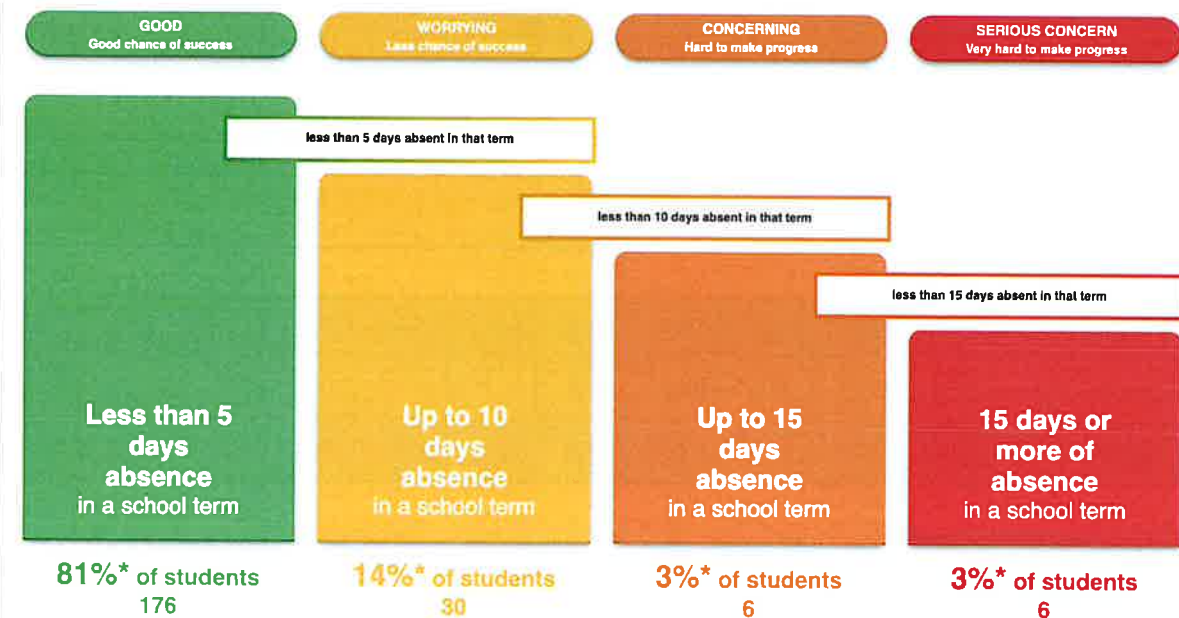 GOOD
Good chance of success
WORRYING
Less chance of success
CONCERNING
Hard to make progress
SERIOUS CONCERN
Very hard to make progress
less than 5 days absent in that term
less than 10 days absent in that term
less than 15 days absent in that term
Less than 5
days
absence
in a school term
Up to 10
days
absence
in a school term
Up to 15
days
absence
in a school term
15 days or
more of
absence
in a school term
81%* of students
176
14%* of students
30
3%* of students
6
3%* of students
6